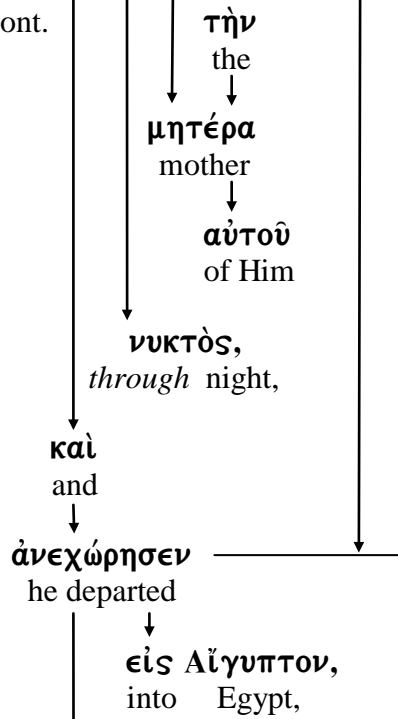 ont.
τὴν
the
μητέρα
mother
αὐτοῦ
of Him
νυκτὸς,
through night,
καὶ
and
ἀνεχώρησεν
he departed
εἰς Αἴγυπτον,
into Egypt,